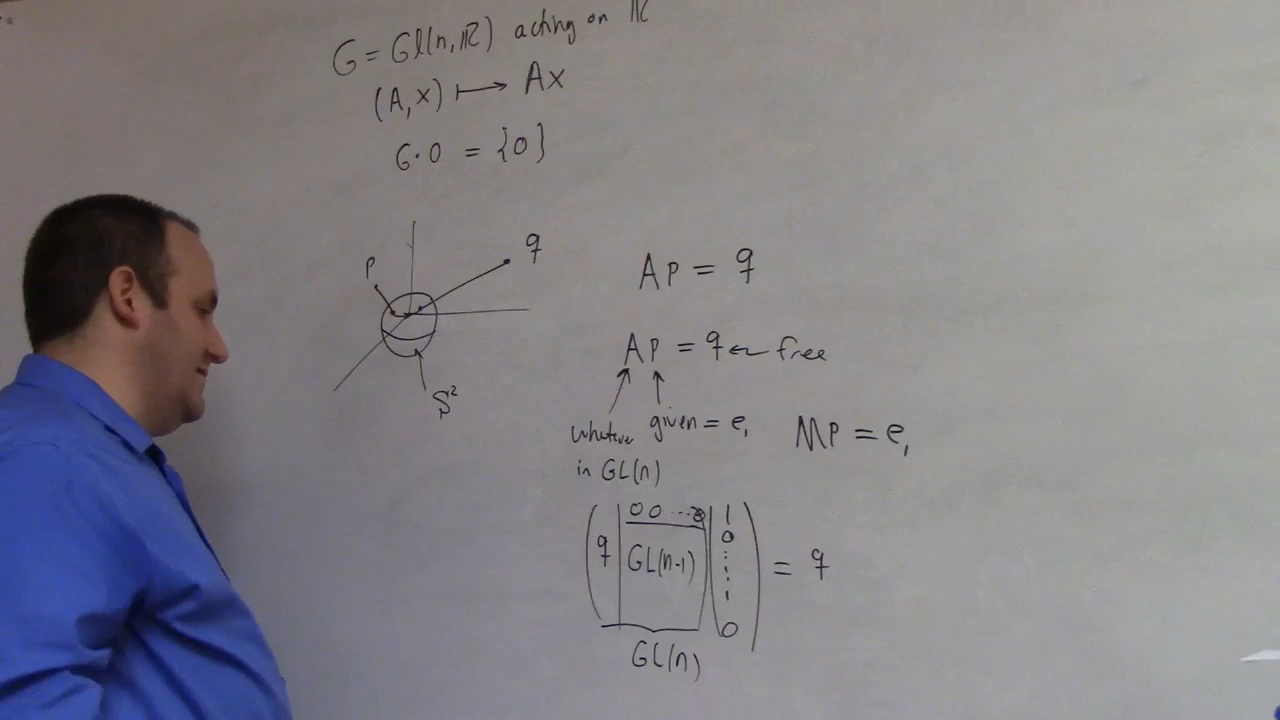 G = Gl(n, ℝ) acting on ℝ
(A, x) ⟼ Ax
G·0 = {0}
p
q
S²
Ap = q
Ap = q ← free
whatever
in GL(n)
given = e₁
Mp = e₁
( q | 0 0 ... 0 | 1
GL(n-1)
0
⋮
0 ) = q
GL(n)